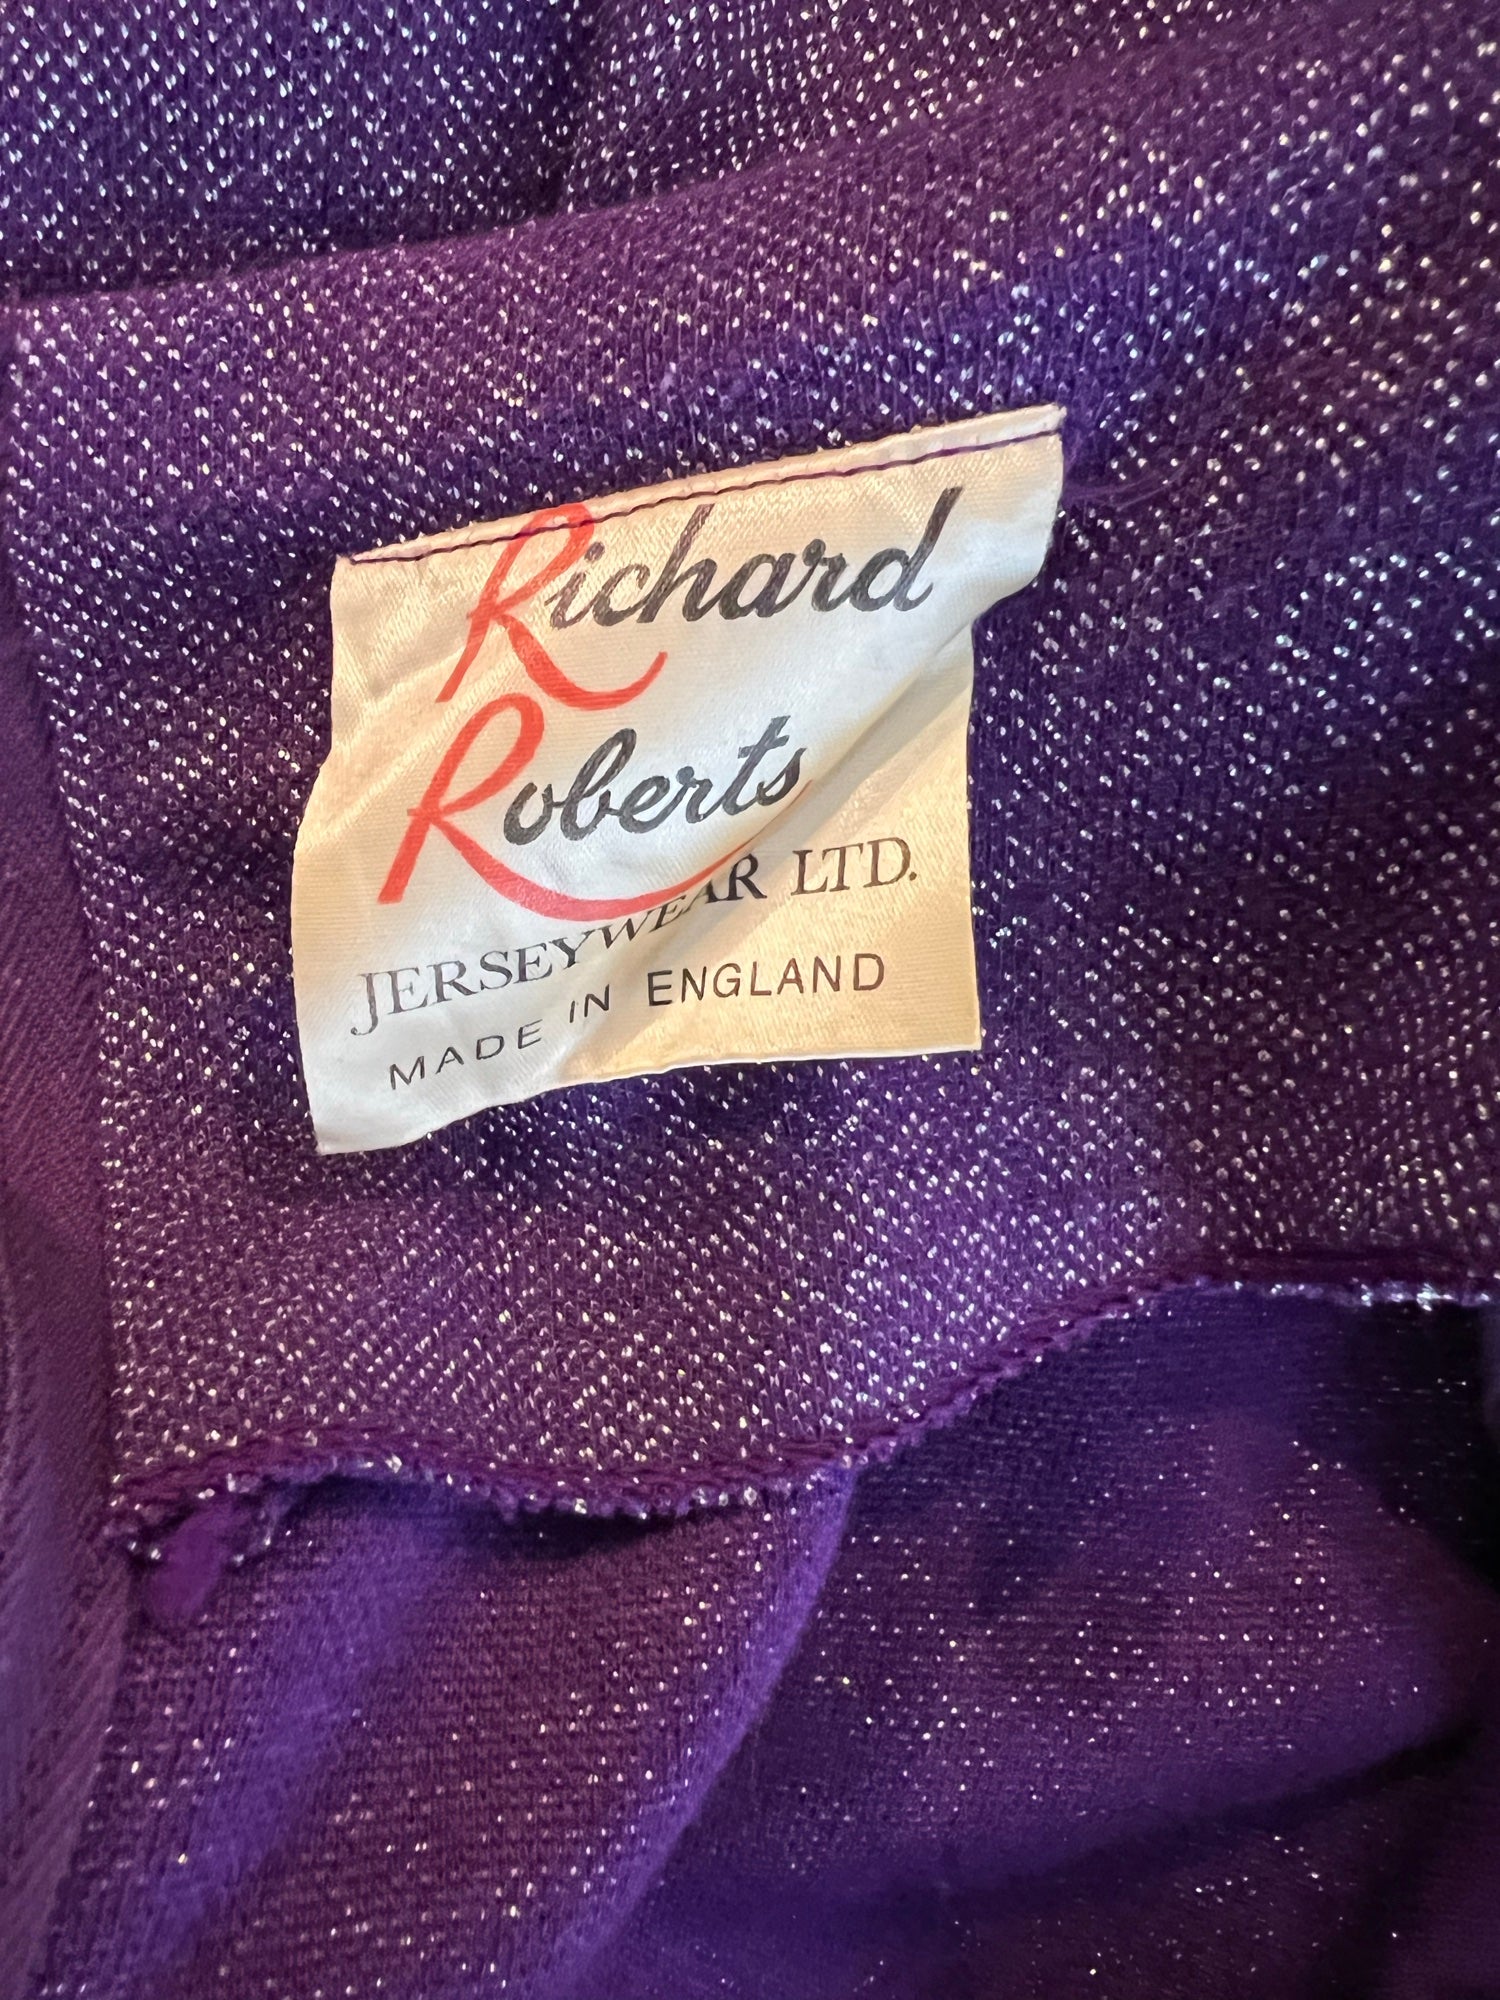 Richard
Roberts
JERSEYWEAR LTD.
MADE IN ENGLAND